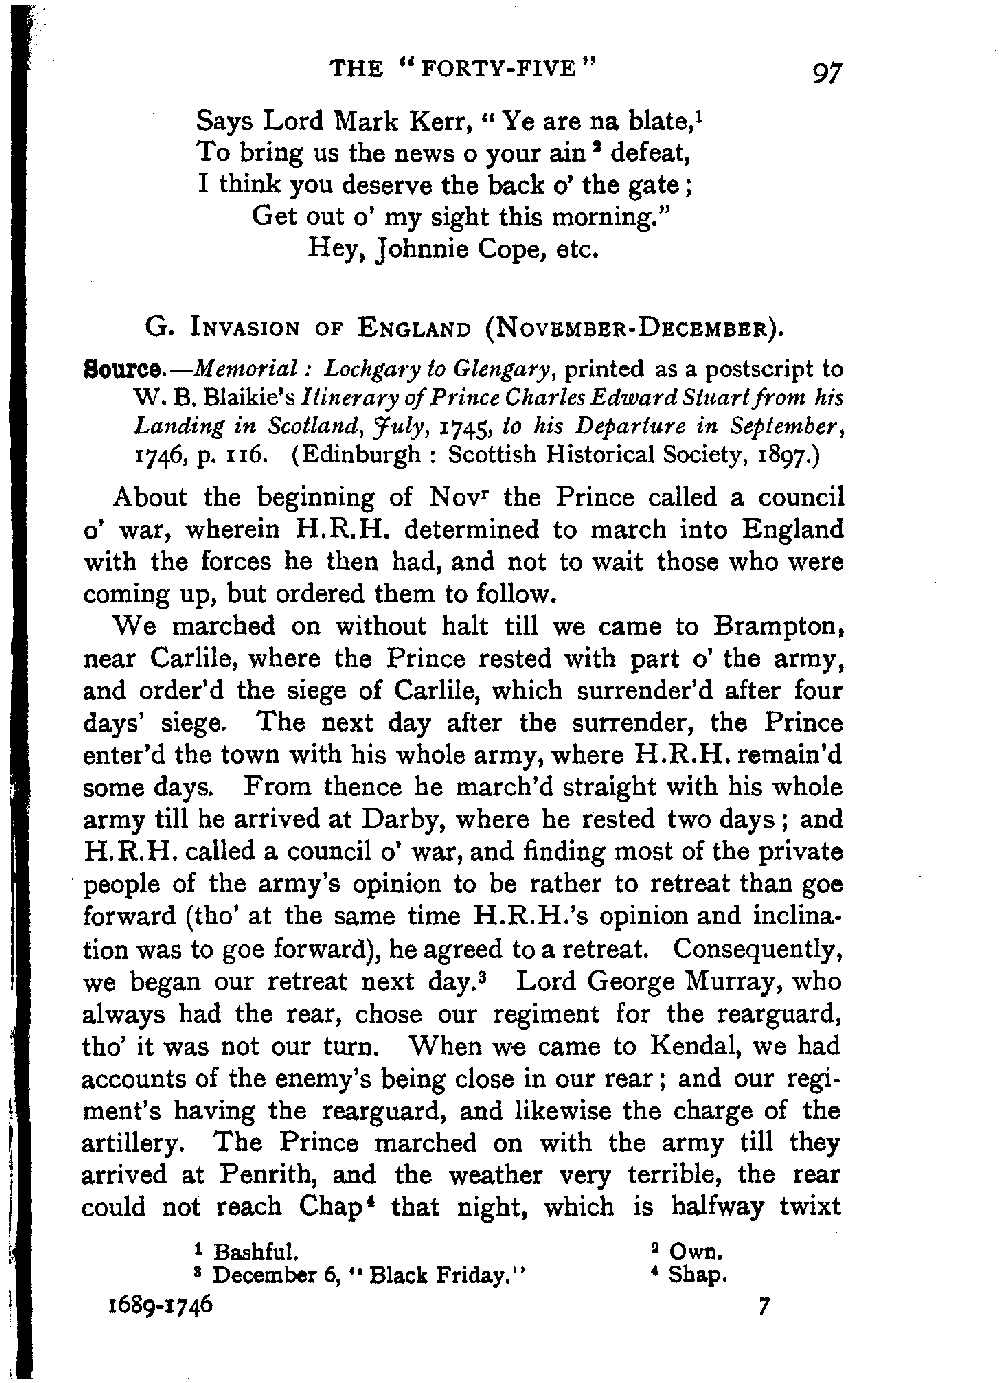 THE “FORTY-FIVE” 97
Says Lord Mark Kerr, “Ye are na blate,¹
To bring us the news o your ain² defeat,
I think you deserve the back o’ the gate;
Get out o’ my sight this morning.”
Hey, Johnnie Cope, etc.
G. INVASION OF ENGLAND (NOVEMBER-DECEMBER).
Source.—Memorial: Lochgary to Glengary, printed as a postscript to
W. B. Blaikie’s Itinerary of Prince Charles Edward Stuart from his
Landing in Scotland, July, 1745, to his Departure in September,
1746, p. 116. (Edinburgh: Scottish Historical Society, 1897.)
About the beginning of Novʳ the Prince called a council
o’ war, wherein H.R.H. determined to march into England
with the forces he then had, and not to wait those who were
coming up, but ordered them to follow.
We marched on without halt till we came to Brampton,
near Carlile, where the Prince rested with part o’ the army,
and order’d the siege of Carlile, which surrender’d after four
days’ siege. The next day after the surrender, the Prince
enter’d the town with his whole army, where H.R.H. remain’d
some days. From thence he march’d straight with his whole
army till he arrived at Darby, where he rested two days; and
H.R.H. called a council o’ war, and finding most of the private
people of the army’s opinion to be rather to retreat than goe
forward (tho’ at the same time H.R.H.’s opinion and inclina-
tion was to goe forward), he agreed to a retreat. Consequently,
we began our retreat next day.³ Lord George Murray, who
always had the rear, chose our regiment for the rearguard,
tho’ it was not our turn. When we came to Kendal, we had
accounts of the enemy’s being close in our rear; and our regi-
ment’s having the rearguard, and likewise the charge of the
artillery. The Prince marched on with the army till they
arrived at Penrith, and the weather very terrible, the rear
could not reach Chap⁴ that night, which is halfway twixt
¹ Bashful. ² Own.
³ December 6, “Black Friday.” ⁴ Shap.
1689-1746 7